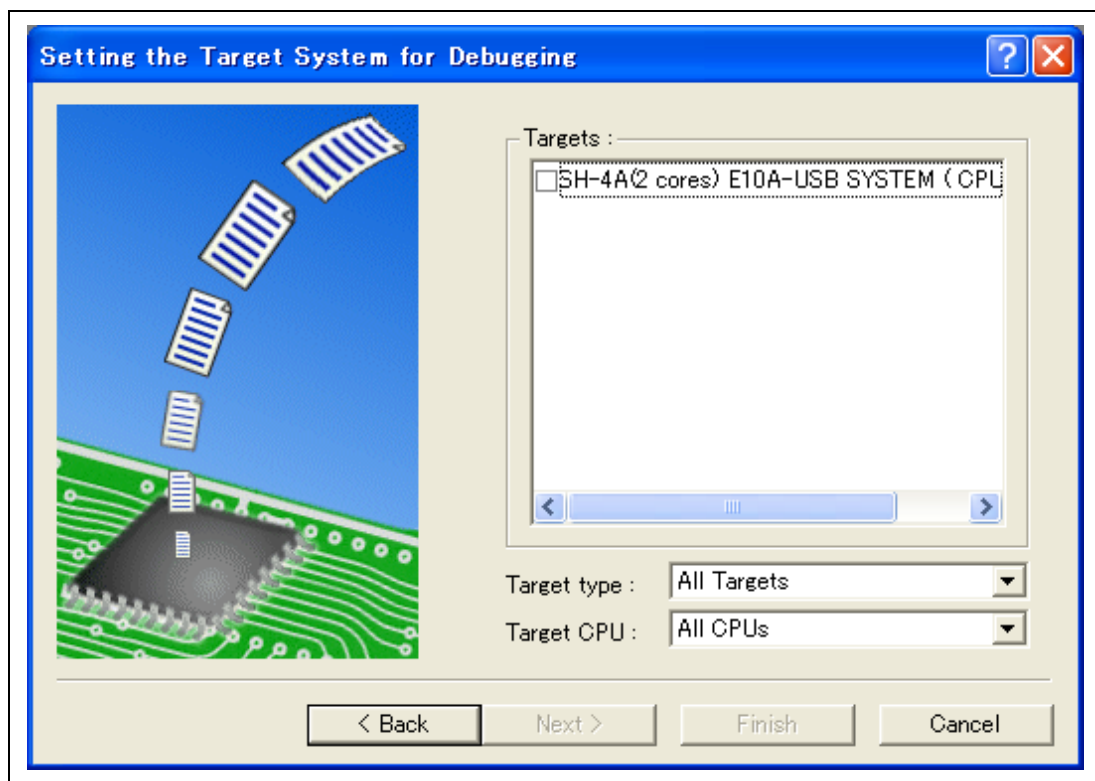 Setting the Target System for Debugging
Targets :
SH-4A(2 cores) E10A-USB SYSTEM ( CPU
Target type : All Targets
Target CPU : All CPUs
< Back Next > Finish Cancel